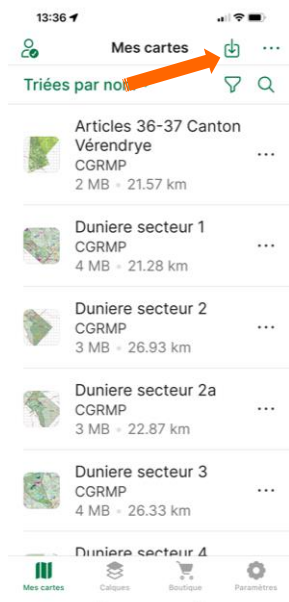 13:36
Mes cartes
Triées par no
Articles 36-37 Canton
Vérendrye
CGRMP
2 MB • 21.57 km
Duniere secteur 1
CGRMP
4 MB • 21.28 km
Duniere secteur 2
CGRMP
3 MB • 26.93 km
Duniere secteur 2a
CGRMP
3 MB • 22.87 km
Duniere secteur 3
CGRMP
4 MB • 26.33 km
Duniere secteur 4
Mes cartes Calques Boutique Paramètres